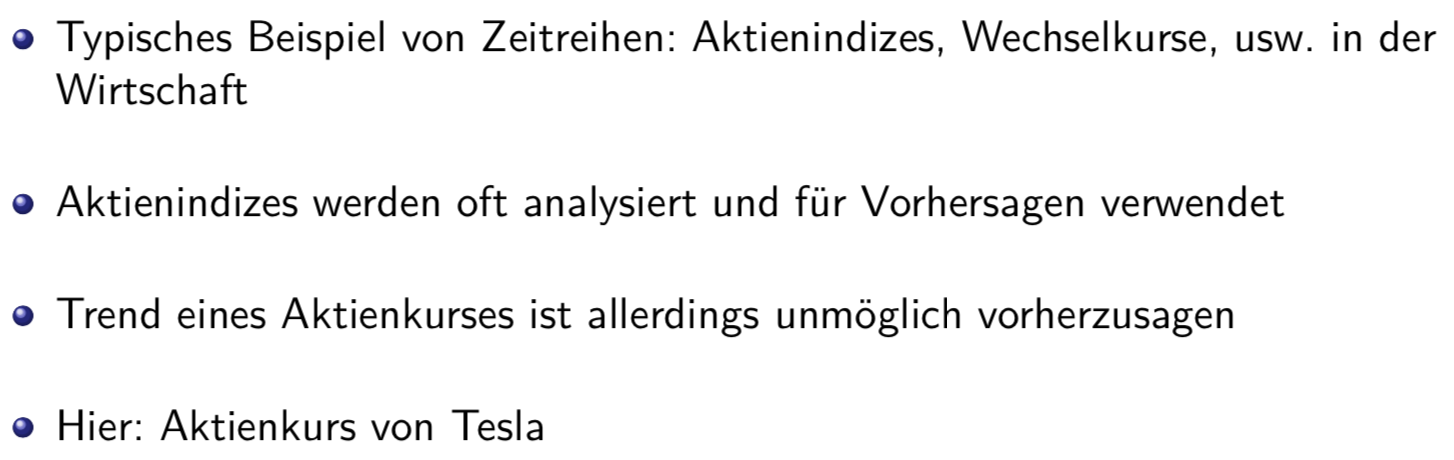 Typisches Beispiel von Zeitreihen: Aktienindizes, Wechselkurse, usw. in der
Wirtschaft
Aktienindizes werden oft analysiert und für Vorhersagen verwendet
Trend eines Aktienkurses ist allerdings unmöglich vorherzusagen
Hier: Aktienkurs von Tesla